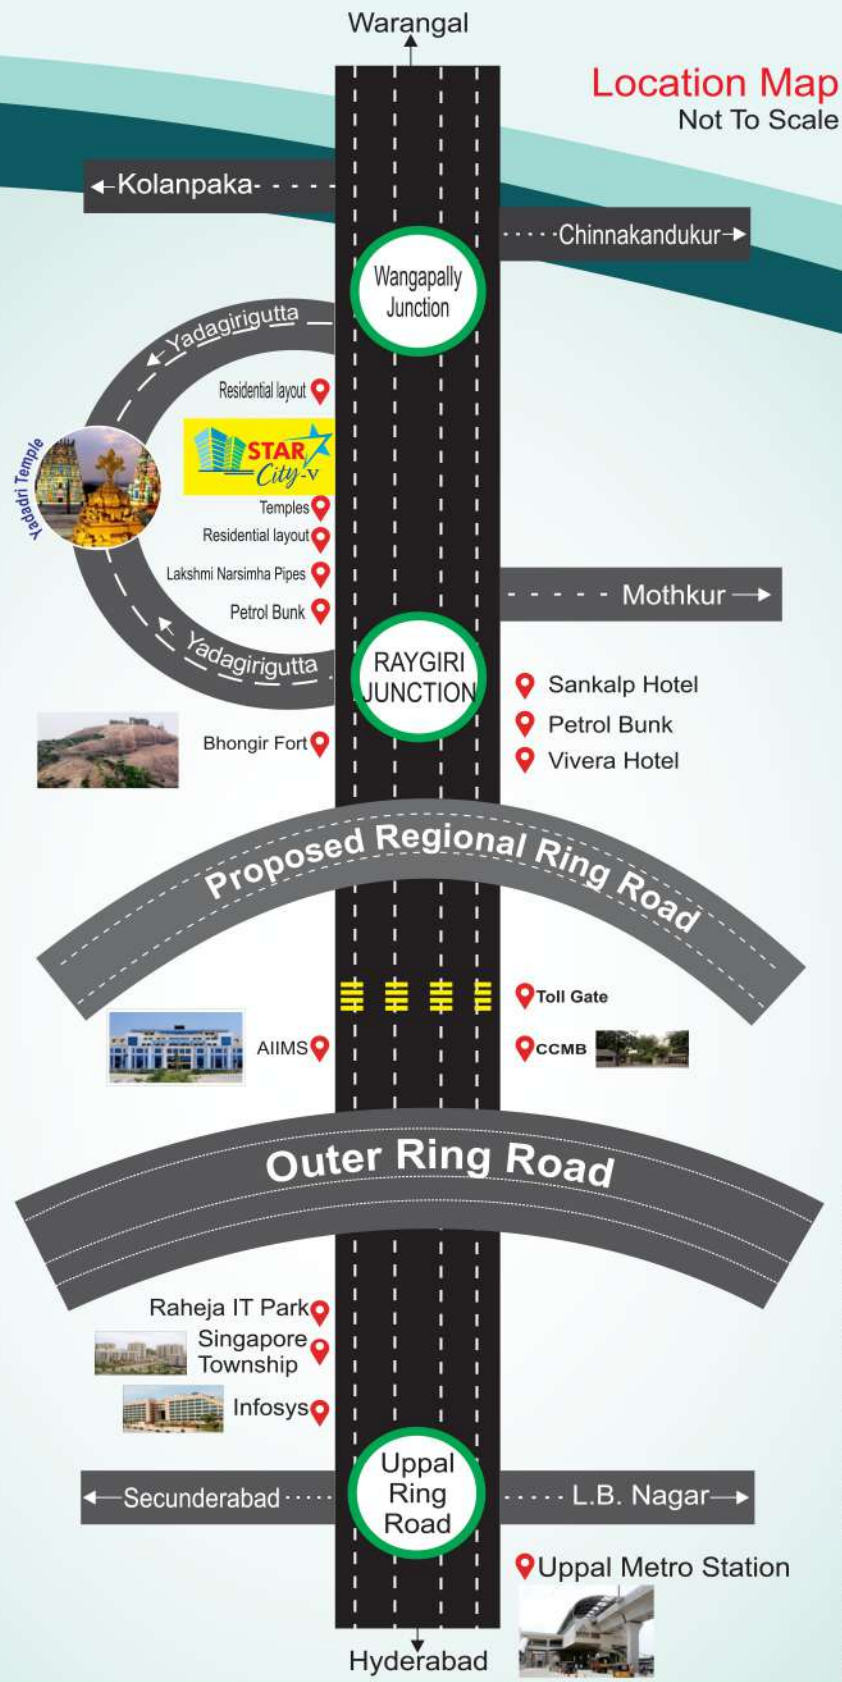 Warangal
Location Map
Not To Scale
Kolanpaka
Chinnakandukur
Wangapally
Junction
Yadagirigutta
Residential layout
STAR
City-v
Yadadri Temple
Temples
Residential layout
Lakshmi Narsimha Pipes
Petrol Bunk
Mothkur
Yadagirigutta
RAYGIRI
JUNCTION
Sankalp Hotel
Petrol Bunk
Vivera Hotel
Bhongir Fort
Proposed Regional Ring Road
Toll Gate
AIIMS
CCMB
Outer Ring Road
Raheja IT Park
Singapore
Township
Infosys
Uppal
Ring
Road
Secunderabad
L.B. Nagar
Uppal Metro Station
Hyderabad